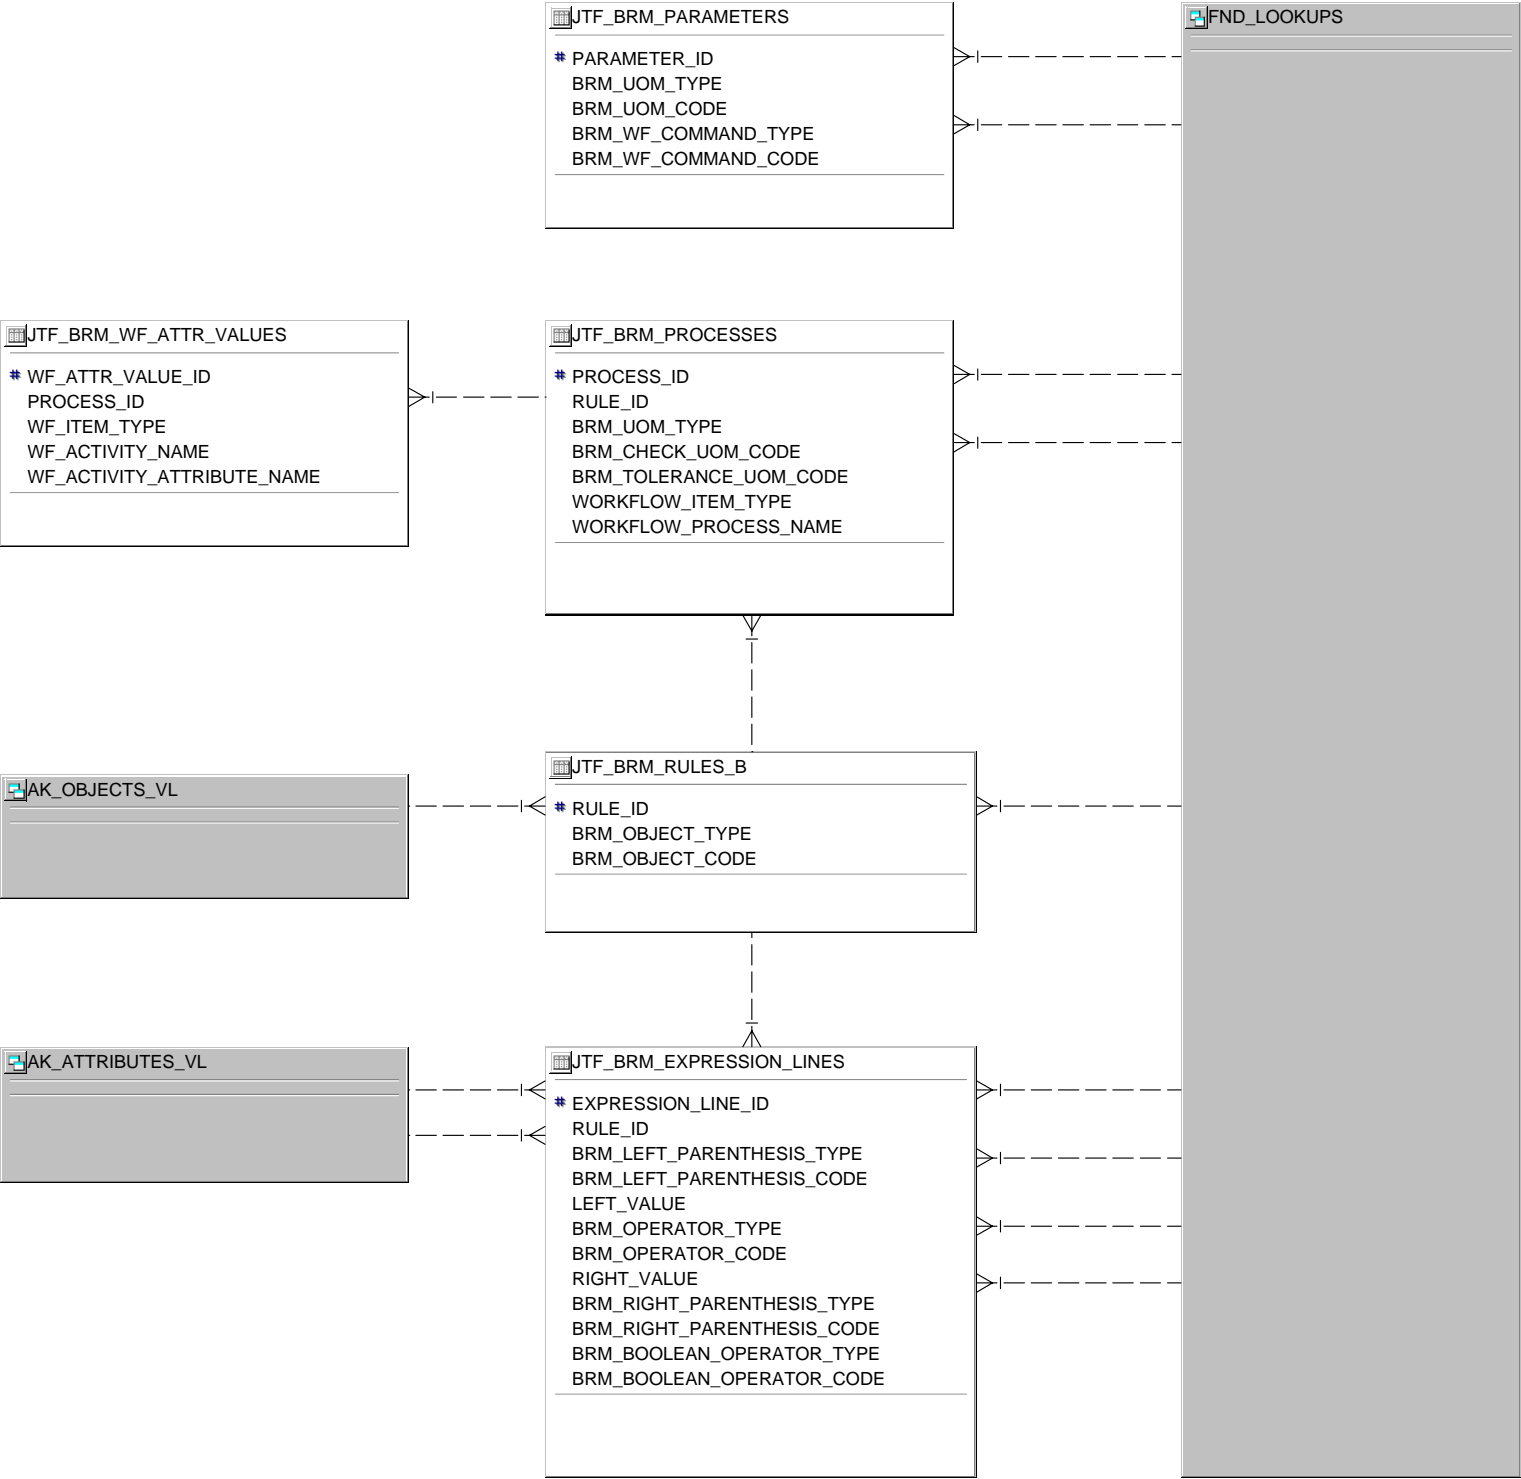 JTF_BRM_PARAMETERS
# PARAMETER_ID
BRM_UOM_TYPE
BRM_UOM_CODE
BRM_WF_COMMAND_TYPE
BRM_WF_COMMAND_CODE
FND_LOOKUPS
JTF_BRM_WF_ATTR_VALUES
# WF_ATTR_VALUE_ID
PROCESS_ID
WF_ITEM_TYPE
WF_ACTIVITY_NAME
WF_ACTIVITY_ATTRIBUTE_NAME
JTF_BRM_PROCESSES
# PROCESS_ID
RULE_ID
BRM_UOM_TYPE
BRM_CHECK_UOM_CODE
BRM_TOLERANCE_UOM_CODE
WORKFLOW_ITEM_TYPE
WORKFLOW_PROCESS_NAME
AK_OBJECTS_VL
JTF_BRM_RULES_B
# RULE_ID
BRM_OBJECT_TYPE
BRM_OBJECT_CODE
AK_ATTRIBUTES_VL
JTF_BRM_EXPRESSION_LINES
# EXPRESSION_LINE_ID
RULE_ID
BRM_LEFT_PARENTHESIS_TYPE
BRM_LEFT_PARENTHESIS_CODE
LEFT_VALUE
BRM_OPERATOR_TYPE
BRM_OPERATOR_CODE
RIGHT_VALUE
BRM_RIGHT_PARENTHESIS_TYPE
BRM_RIGHT_PARENTHESIS_CODE
BRM_BOOLEAN_OPERATOR_TYPE
BRM_BOOLEAN_OPERATOR_CODE